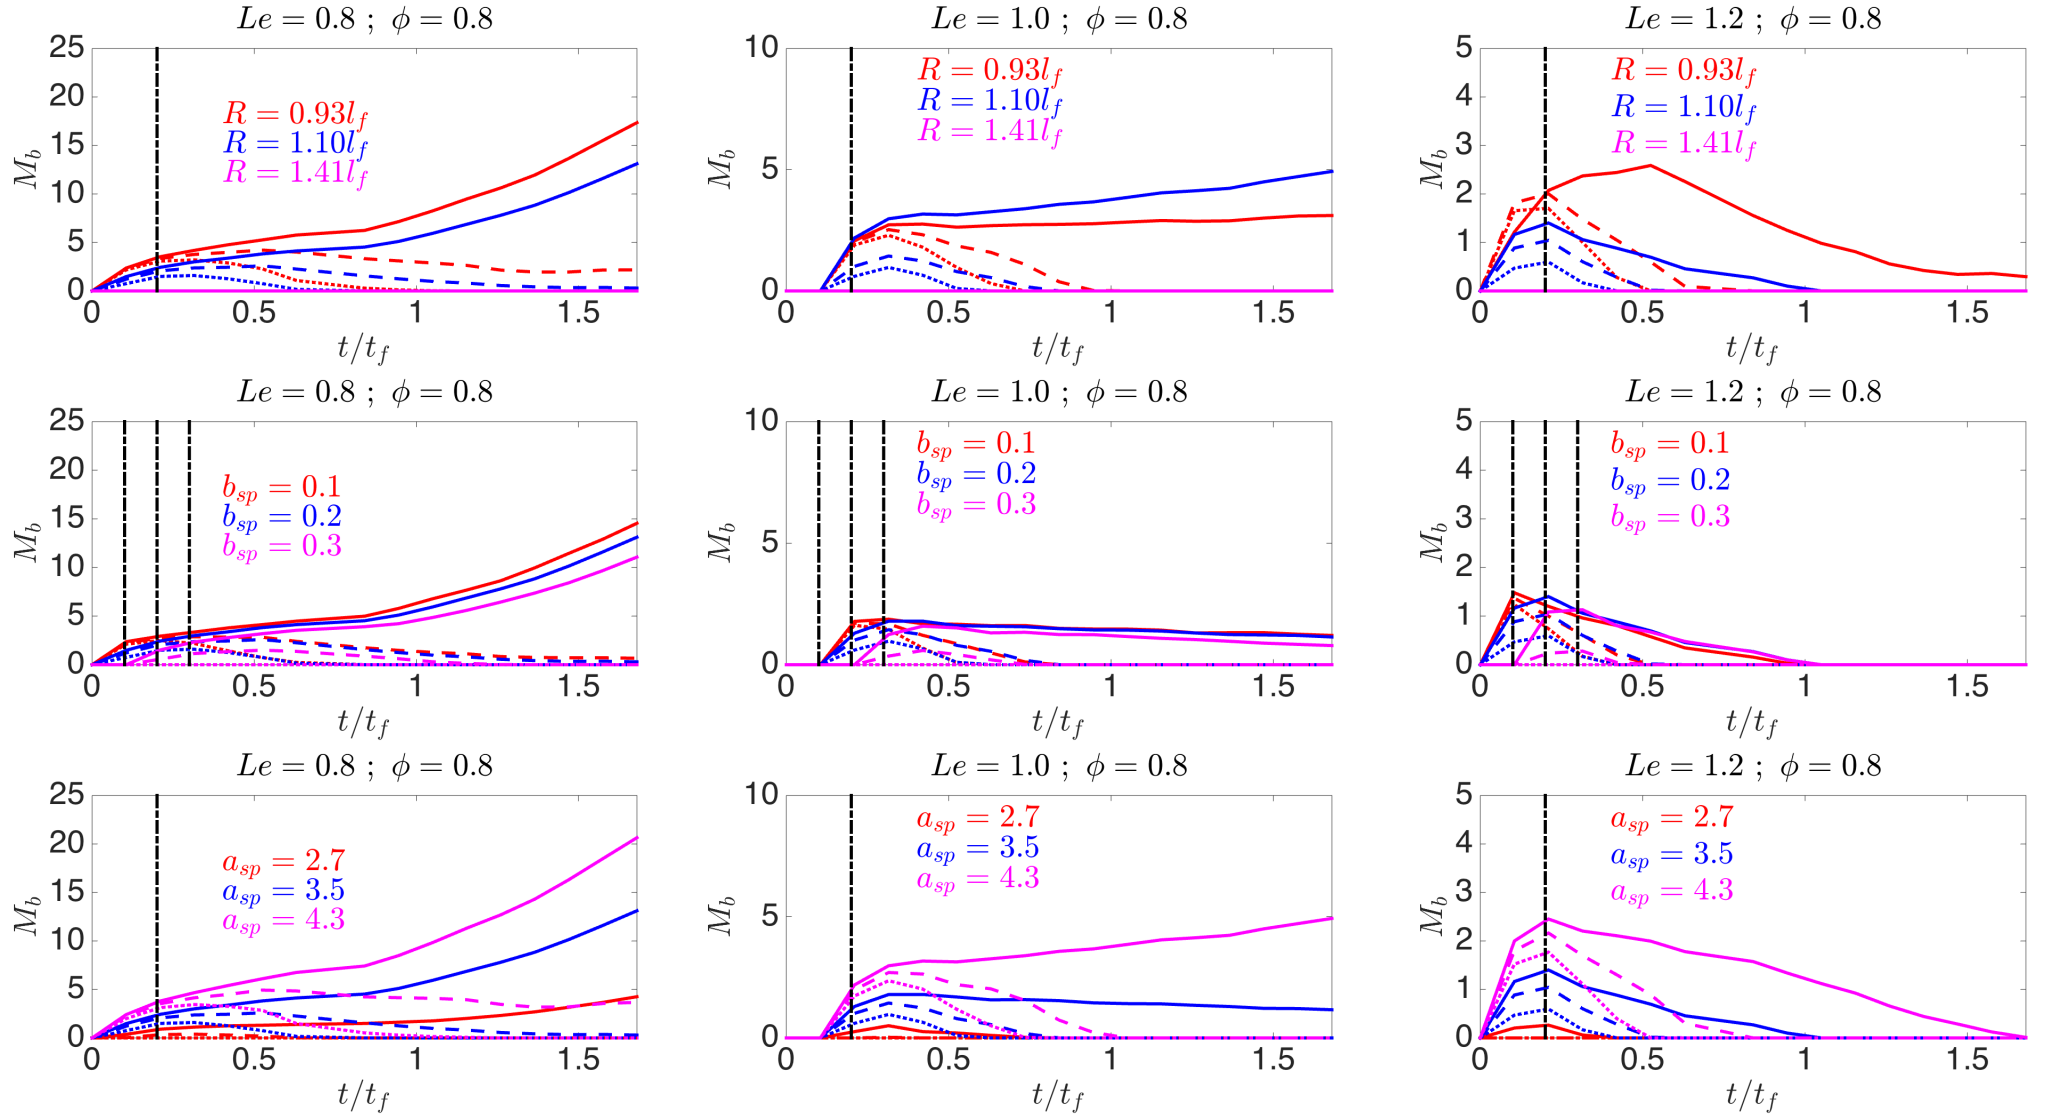 Le = 0.8 ; ϕ = 0.8
25
20
15
10
5
0
M_b
R = 0.93l_f
R = 1.10l_f
R = 1.41l_f
0 0.5 1 1.5
t/t_f
Le = 1.0 ; ϕ = 0.8
10
5
0
M_b
R = 0.93l_f
R = 1.10l_f
R = 1.41l_f
0 0.5 1 1.5
t/t_f
Le = 1.2 ; ϕ = 0.8
5
4
3
2
1
0
M_b
R = 0.93l_f
R = 1.10l_f
R = 1.41l_f
0 0.5 1 1.5
t/t_f
Le = 0.8 ; ϕ = 0.8
25
20
15
10
5
0
M_b
b_sp = 0.1
b_sp = 0.2
b_sp = 0.3
0 0.5 1 1.5
t/t_f
Le = 1.0 ; ϕ = 0.8
10
5
0
M_b
b_sp = 0.1
b_sp = 0.2
b_sp = 0.3
0 0.5 1 1.5
t/t_f
Le = 1.2 ; ϕ = 0.8
5
4
3
2
1
0
M_b
b_sp = 0.1
b_sp = 0.2
b_sp = 0.3
0 0.5 1 1.5
t/t_f
Le = 0.8 ; ϕ = 0.8
25
20
15
10
5
0
M_b
a_sp = 2.7
a_sp = 3.5
a_sp = 4.3
0 0.5 1 1.5
t/t_f
Le = 1.0 ; ϕ = 0.8
10
5
0
M_b
a_sp = 2.7
a_sp = 3.5
a_sp = 4.3
0 0.5 1 1.5
t/t_f
Le = 1.2 ; ϕ = 0.8
5
4
3
2
1
0
M_b
a_sp = 2.7
a_sp = 3.5
a_sp = 4.3
0 0.5 1 1.5
t/t_f